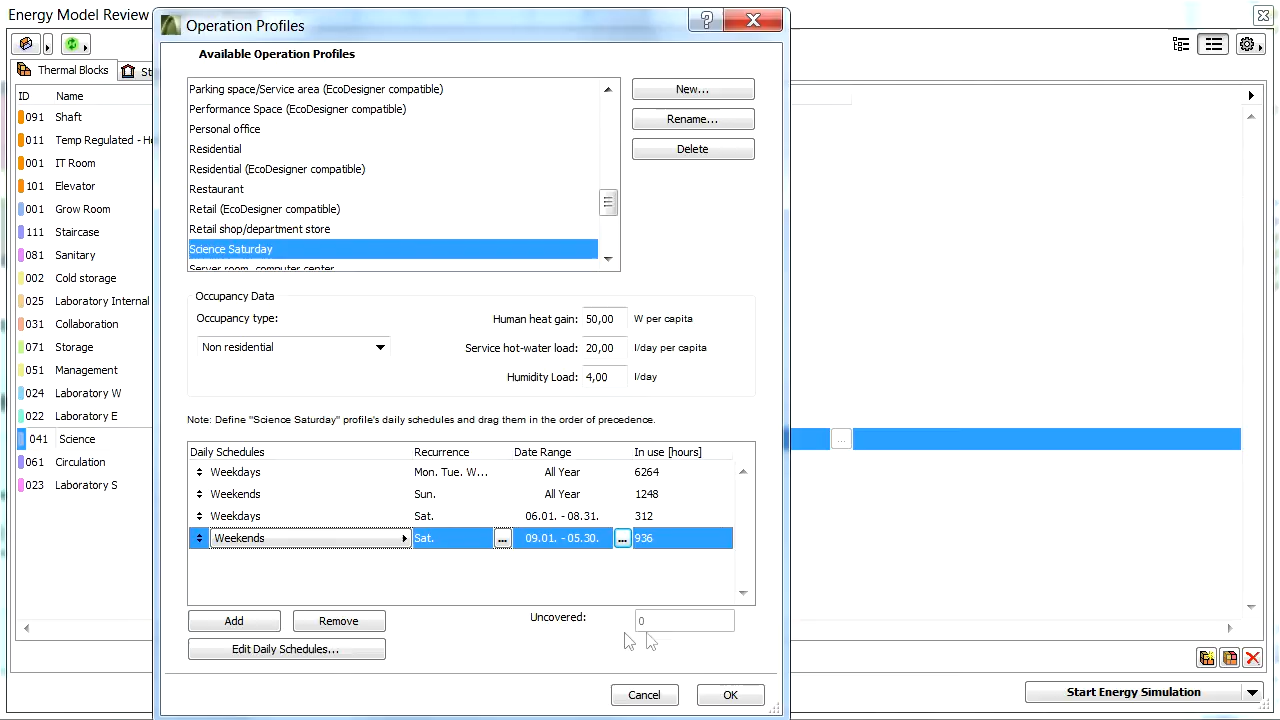 Energy Model Review
Operation Profiles
Available Operation Profiles
Parking space/Service area (EcoDesigner compatible)
Performance Space (EcoDesigner compatible)
Personal office
Residential
Residential (EcoDesigner compatible)
Restaurant
Retail (EcoDesigner compatible)
Retail shop/department store
Science Saturday
Server room, computer center
New...
Rename...
Delete
Thermal Blocks
St
ID Name
091 Shaft
011 Temp Regulated - H
001 IT Room
101 Elevator
001 Grow Room
111 Staircase
081 Sanitary
002 Cold storage
025 Laboratory Internal
031 Collaboration
071 Storage
051 Management
024 Laboratory W
022 Laboratory E
041 Science
061 Circulation
023 Laboratory S
Occupancy Data
Occupancy type:
Non residential
Human heat gain: 50,00 W per capita
Service hot-water load: 20,00 l/day per capita
Humidity Load: 4,00 l/day
Note: Define "Science Saturday" profile's daily schedules and drag them in the order of precedence.
Daily Schedules Recurrence Date Range In use [hours]
Weekdays Mon. Tue. W... All Year 6264
Weekends Sun. All Year 1248
Weekdays Sat. 06.01. - 08.31. 312
Weekends Sat. ... 09.01. - 05.30. ... 936
Add
Remove
Uncovered: 0
Edit Daily Schedules...
Cancel
OK
...
Start Energy Simulation